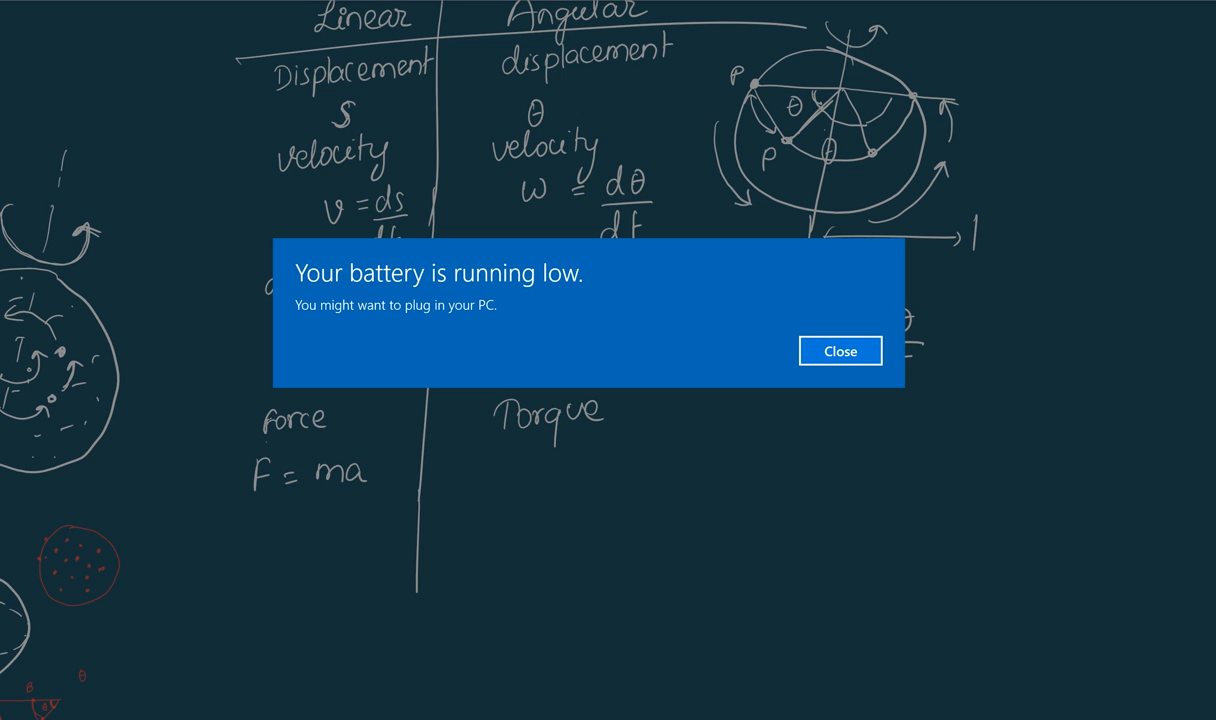 Linear Angular
Displacement displacement
S θ
velocity velocity
v = ds ω = dθ
dt
P
θ
P θ
Your battery is running low.
You might want to plug in your PC.
Close
force Torque
F = ma
θ
B